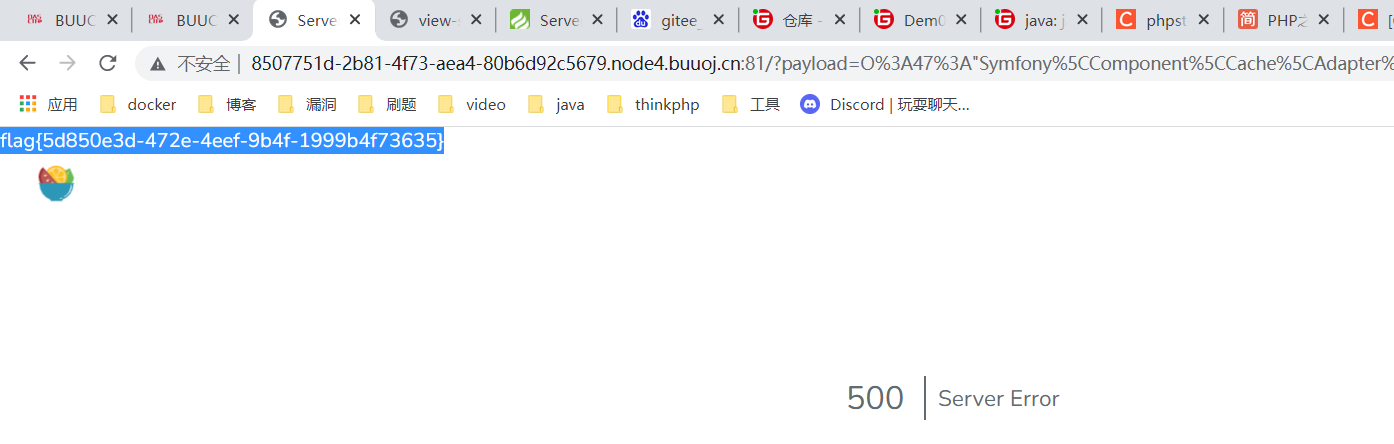 BUUC BUUC Serve view- Serve gitee_ 仓库 - Dem0 java: j phpst PHP之
不安全 | 8507751d-2b81-4f73-aea4-80b6d92c5679.node4.buuoj.cn:81/?payload=O%3A47%3A"Symfony%5CComponent%5CCache%5CAdapter%
应用 docker 博客 漏洞 刷题 video java thinkphp 工具 Discord | 玩耍聊天...
flag{5d850e3d-472e-4eef-9b4f-1999b4f73635}
500 Server Error